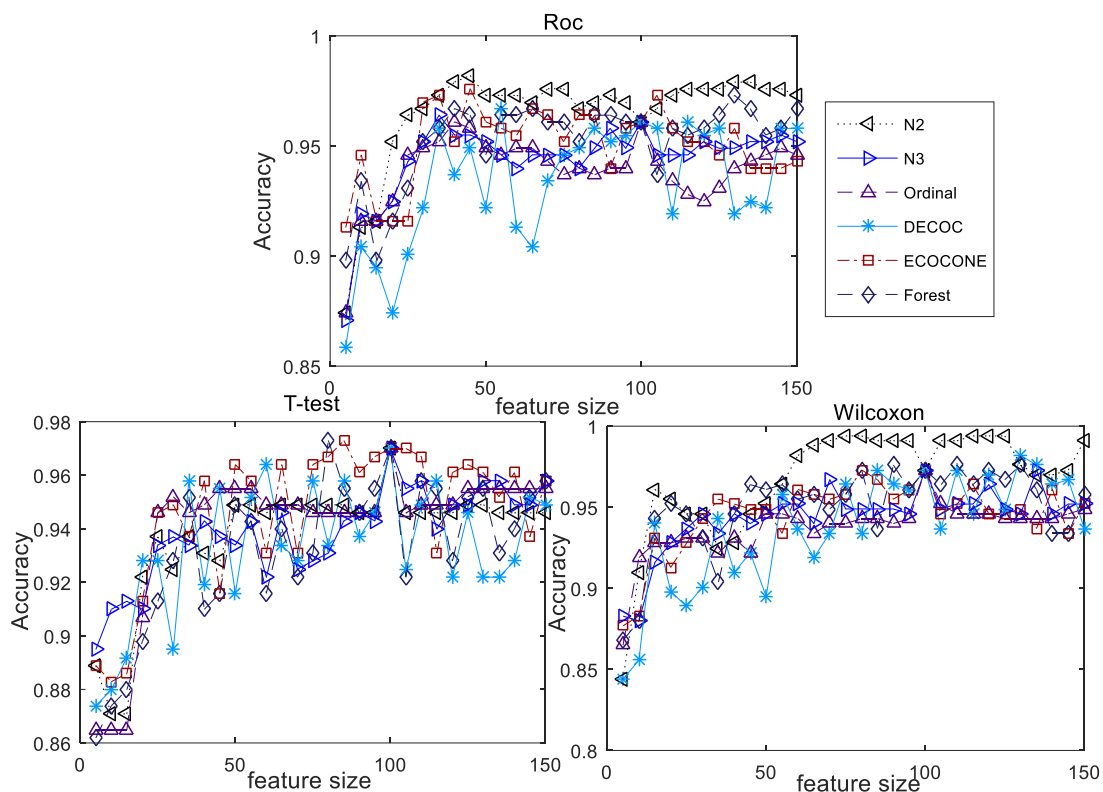 Roc
1
0.95
0.9
0.85
Accuracy
0
50
100
150
feature size
N2
N3
Ordinal
DECOC
ECOCONE
Forest
T-test
0.98
0.96
0.94
0.92
0.9
0.88
0.86
Accuracy
0
50
100
150
feature size
Wilcoxon
1
0.95
0.9
0.85
0.8
Accuracy
0
50
100
150
feature size